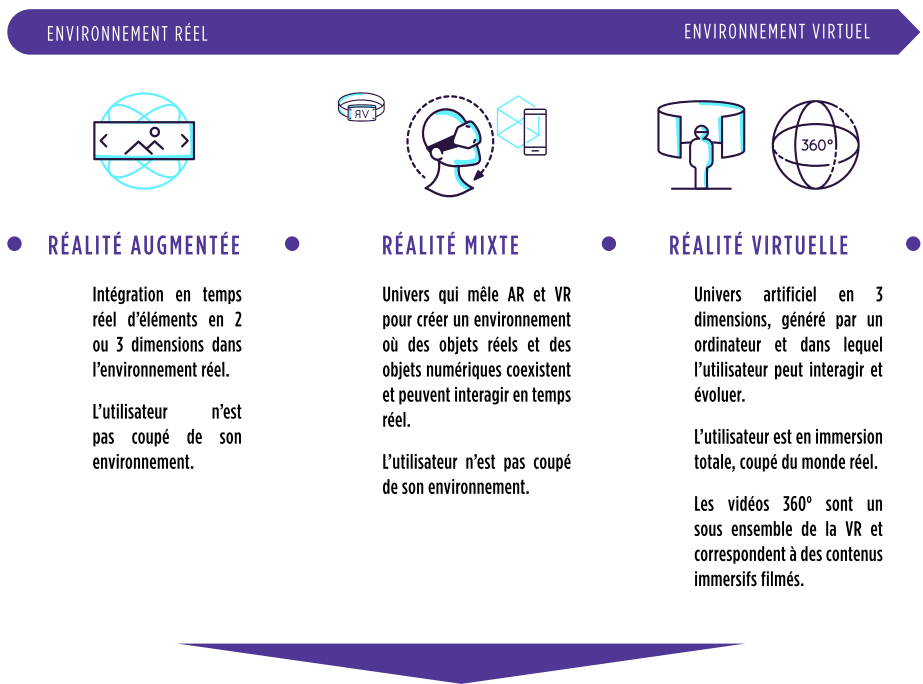 ENVIRONNEMENT RÉEL
ENVIRONNEMENT VIRTUEL
ЯV
360°
RÉALITÉ AUGMENTÉE
Intégration en temps
réel d'éléments en 2
ou 3 dimensions dans
l'environnement réel.
L'utilisateur n'est
pas coupé de son
environnement.
RÉALITÉ MIXTE
Univers qui mêle AR et VR
pour créer un environnement
où des objets réels et des
objets numériques coexistent
et peuvent interagir en temps
réel.
L'utilisateur n'est pas coupé
de son environnement.
RÉALITÉ VIRTUELLE
Univers artificiel en 3
dimensions, généré par un
ordinateur et dans lequel
l'utilisateur peut interagir et
évoluer.
L'utilisateur est en immersion
totale, coupé du monde réel.
Les vidéos 360° sont un
sous ensemble de la VR et
correspondent à des contenus
immersifs filmés.